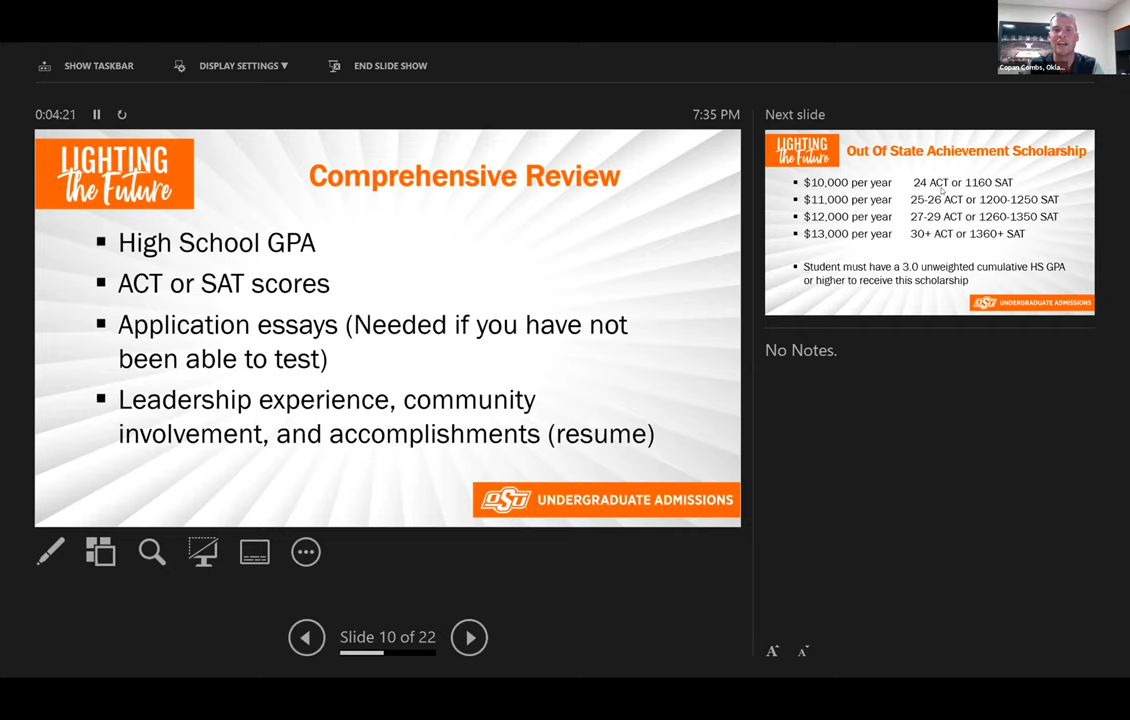 Copan Combs, Okla...
SHOW TASKBAR
DISPLAY SETTINGS ▼
END SLIDE SHOW
0:04:21
7:35 PM
LIGHTING
the Future
Comprehensive Review
▪ High School GPA
▪ ACT or SAT scores
▪ Application essays (Needed if you have not
been able to test)
▪ Leadership experience, community
involvement, and accomplishments (resume)
OSU UNDERGRADUATE ADMISSIONS
Slide 10 of 22
Next slide
LIGHTING
the Future
Out Of State Achievement Scholarship
▪ $10,000 per year 24 ACT or 1160 SAT
▪ $11,000 per year 25-26 ACT or 1200-1250 SAT
▪ $12,000 per year 27-29 ACT or 1260-1350 SAT
▪ $13,000 per year 30+ ACT or 1360+ SAT
▪ Student must have a 3.0 unweighted cumulative HS GPA
or higher to receive this scholarship
OSU UNDERGRADUATE ADMISSIONS
No Notes.
A A